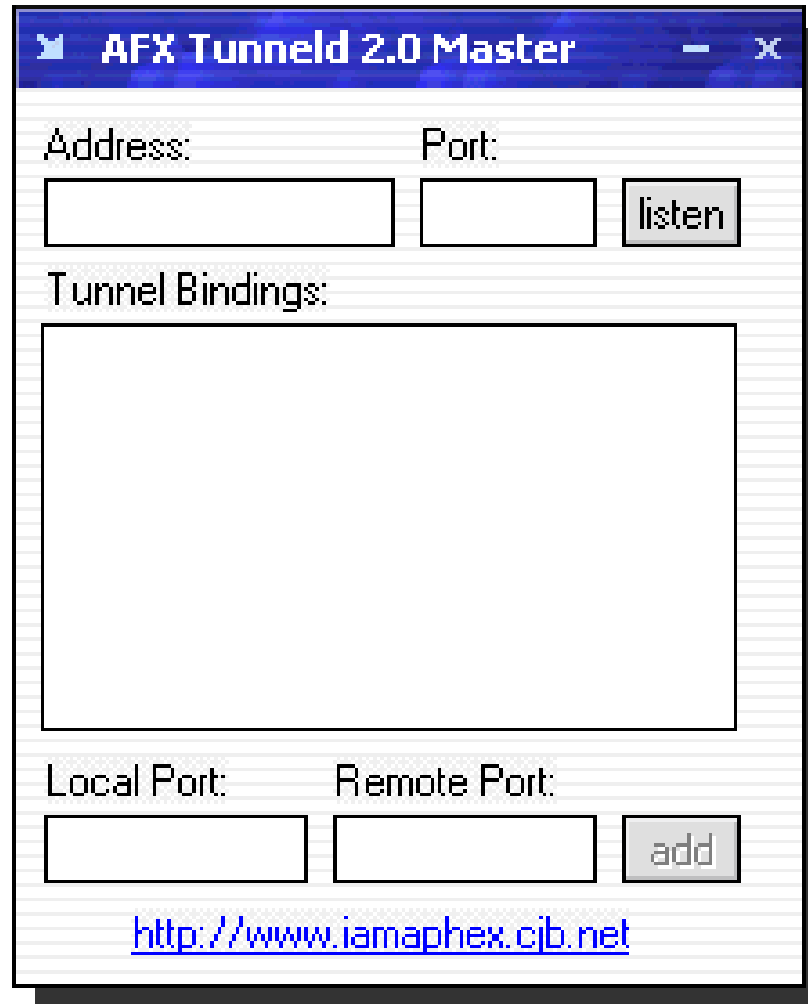 AFX Tunneld 2.0 Master
Address: Port:
listen
Tunnel Bindings:
Local Port: Remote Port:
add
http://www.iamaphex.cjb.net